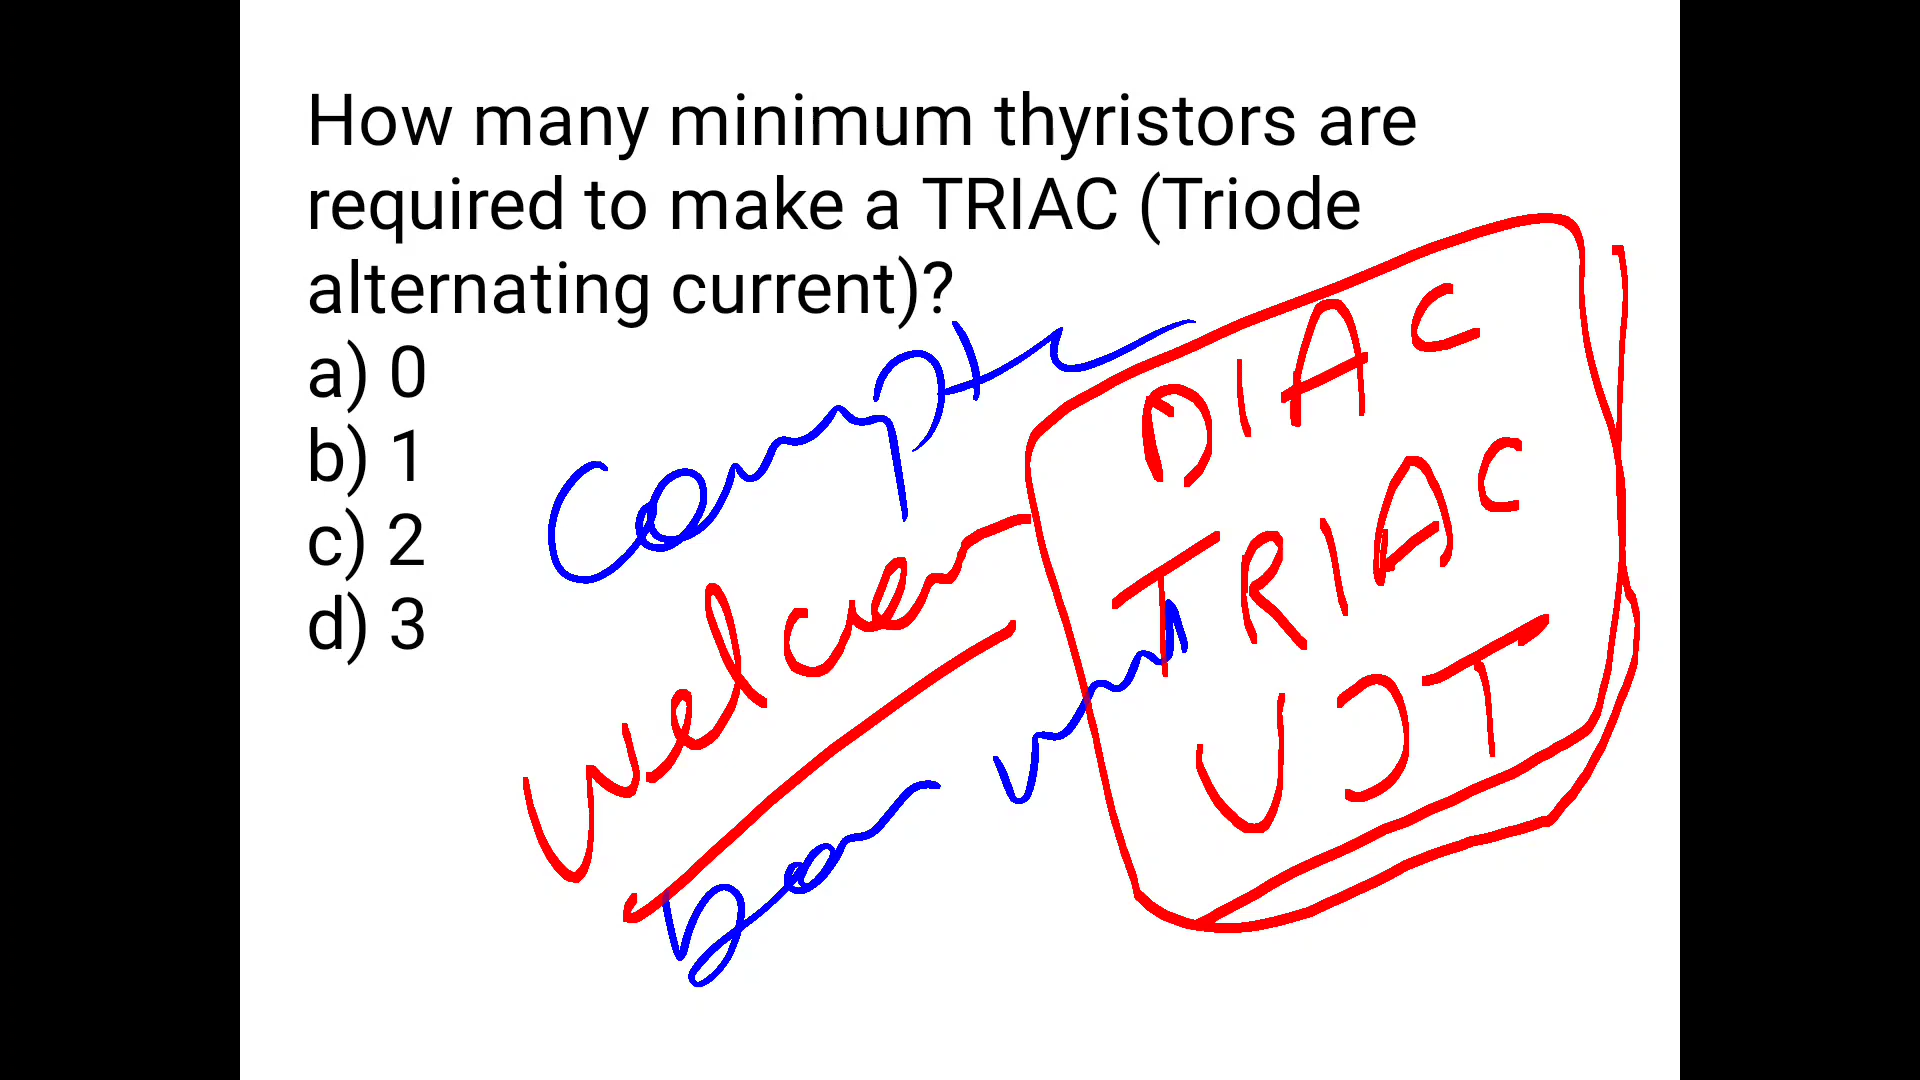 How many minimum thyristors are
required to make a TRIAC (Triode
alternating current)?
a) 0
b) 1
c) 2
d) 3
DIAC
TRIAC
UJT